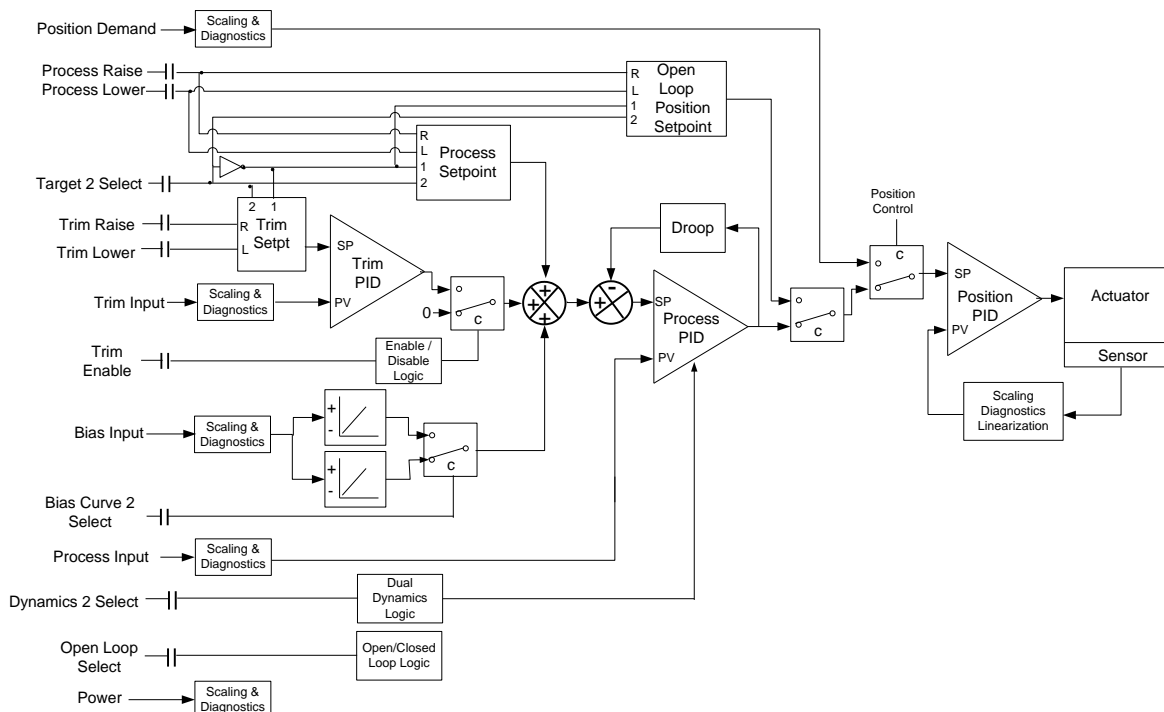 Position Demand
Scaling &
Diagnostics
Process Raise
Process Lower
R
L
1
2
Open
Loop
Position
Setpoint
R
L
1
2
Process
Setpoint
Target 2 Select
2
1
Trim Raise
Trim Lower
R
L
Trim
Setpt
SP
Trim
PID
PV
Trim Input
Scaling &
Diagnostics
0
C
Trim
Enable
Enable /
Disable
Logic
+
+
+
+
-
Droop
SP
Process
PID
PV
C
Position
Control
C
SP
Position
PID
PV
Actuator
Sensor
Scaling
Diagnostics
Linearization
Bias Input
Scaling &
Diagnostics
+
-
+
-
C
Bias Curve 2
Select
Process Input
Scaling &
Diagnostics
Dynamics 2 Select
Dual
Dynamics
Logic
Open Loop
Select
Open/Closed
Loop Logic
Power
Scaling &
Diagnostics